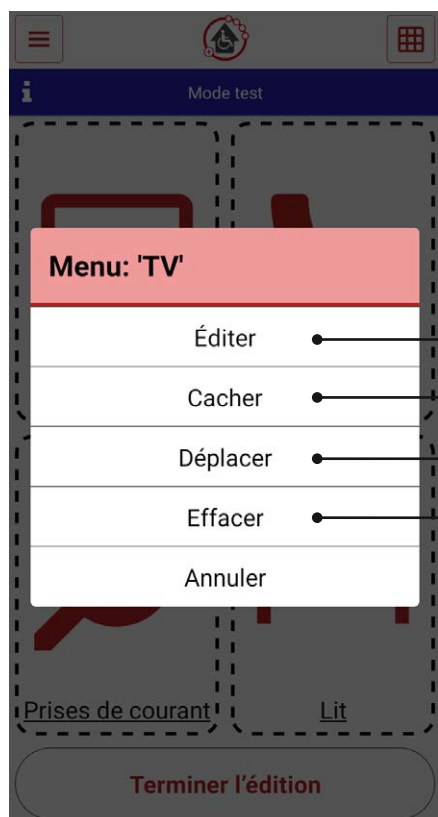 Mode test
Menu: 'TV'
Éditer
Cacher
Déplacer
Effacer
Annuler
Prises de courant
Lit
Terminer l'édition